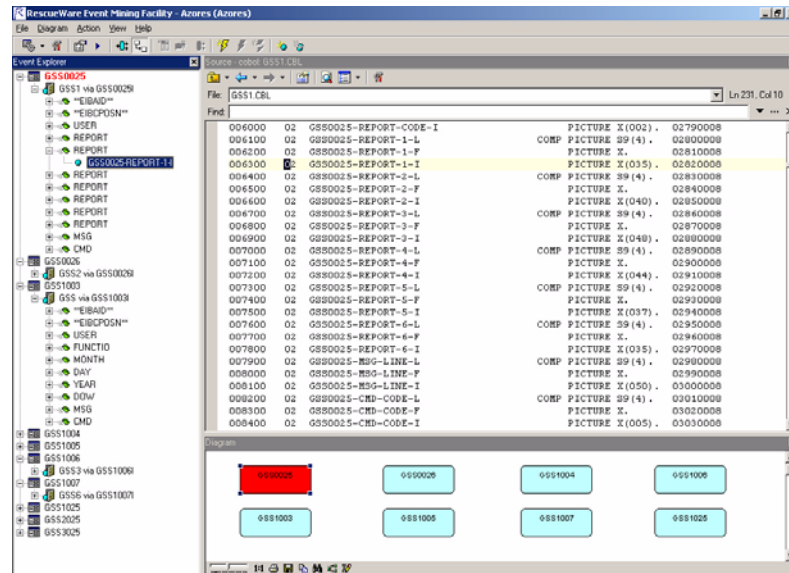 RescueWare Event Mining Facility - Azores (Azores)
File Diagram Action View Help
Event Explorer
GSS0025
GSS1 via GSS0025I
**EIBAID**
**EIBCPOSN**
USER
REPORT
REPORT
GSS0025-REPORT-1-I
REPORT
REPORT
REPORT
REPORT
REPORT
MSG
CMD
GSS0026
GSS2 via GSS0026I
GSS1003
GSS via GSS1003I
**EIBAID**
**EIBCPOSN**
USER
FUNCTIO
MONTH
DAY
YEAR
DOW
MSG
CMD
GSS1004
GSS1005
GSS1006
GSS3 via GSS1006I
GSS1007
GSS6 via GSS1007I
GSS1025
GSS2025
GSS3025
Source - cobol: GSS1.CBL
File: GSS1.CBL Ln 231, Col 10
Find:
006000 02 GSS0025-REPORT-CODE-I PICTURE X(002). 02790008
006100 02 GSS0025-REPORT-1-L COMP PICTURE S9(4). 02800008
006200 02 GSS0025-REPORT-1-F PICTURE X. 02810008
006300 02 GSS0025-REPORT-1-I PICTURE X(035). 02820008
006400 02 GSS0025-REPORT-2-L COMP PICTURE S9(4). 02830008
006500 02 GSS0025-REPORT-2-F PICTURE X. 02840008
006600 02 GSS0025-REPORT-2-I PICTURE X(040). 02850008
006700 02 GSS0025-REPORT-3-L COMP PICTURE S9(4). 02860008
006800 02 GSS0025-REPORT-3-F PICTURE X. 02870008
006900 02 GSS0025-REPORT-3-I PICTURE X(048). 02880008
007000 02 GSS0025-REPORT-4-L COMP PICTURE S9(4). 02890008
007100 02 GSS0025-REPORT-4-F PICTURE X. 02900008
007200 02 GSS0025-REPORT-4-I PICTURE X(044). 02910008
007300 02 GSS0025-REPORT-5-L COMP PICTURE S9(4). 02920008
007400 02 GSS0025-REPORT-5-F PICTURE X. 02930008
007500 02 GSS0025-REPORT-5-I PICTURE X(037). 02940008
007600 02 GSS0025-REPORT-6-L COMP PICTURE S9(4). 02950008
007700 02 GSS0025-REPORT-6-F PICTURE X. 02960008
007800 02 GSS0025-REPORT-6-I PICTURE X(035). 02970008
007900 02 GSS0025-MSG-LINE-L COMP PICTURE S9(4). 02980008
008000 02 GSS0025-MSG-LINE-F PICTURE X. 02990008
008100 02 GSS0025-MSG-LINE-I PICTURE X(050). 03000008
008200 02 GSS0025-CMD-CODE-L COMP PICTURE S9(4). 03010008
008300 02 GSS0025-CMD-CODE-F PICTURE X. 03020008
008400 02 GSS0025-CMD-CODE-I PICTURE X(005). 03030008
Diagram
GSS0025 GSS0026 GSS1004 GSS1006
GSS1003 GSS1005 GSS1007 GSS1025
1:1